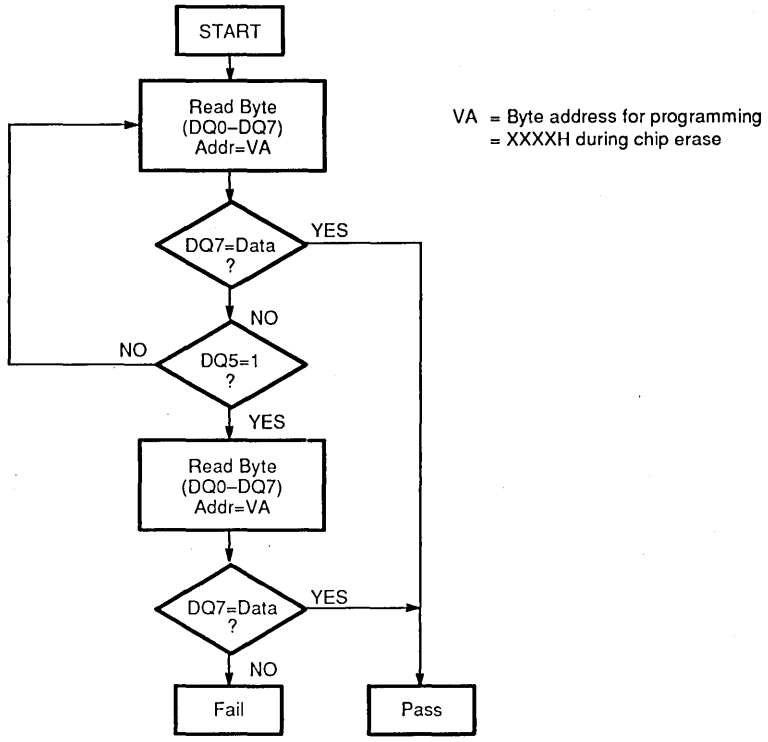 START
Read Byte
(DQ0–DQ7)
Addr=VA
VA = Byte address for programming
= XXXXH during chip erase
DQ7=Data
?
YES
NO
DQ5=1
?
NO
YES
Read Byte
(DQ0–DQ7)
Addr=VA
DQ7=Data
?
YES
NO
Fail
Pass